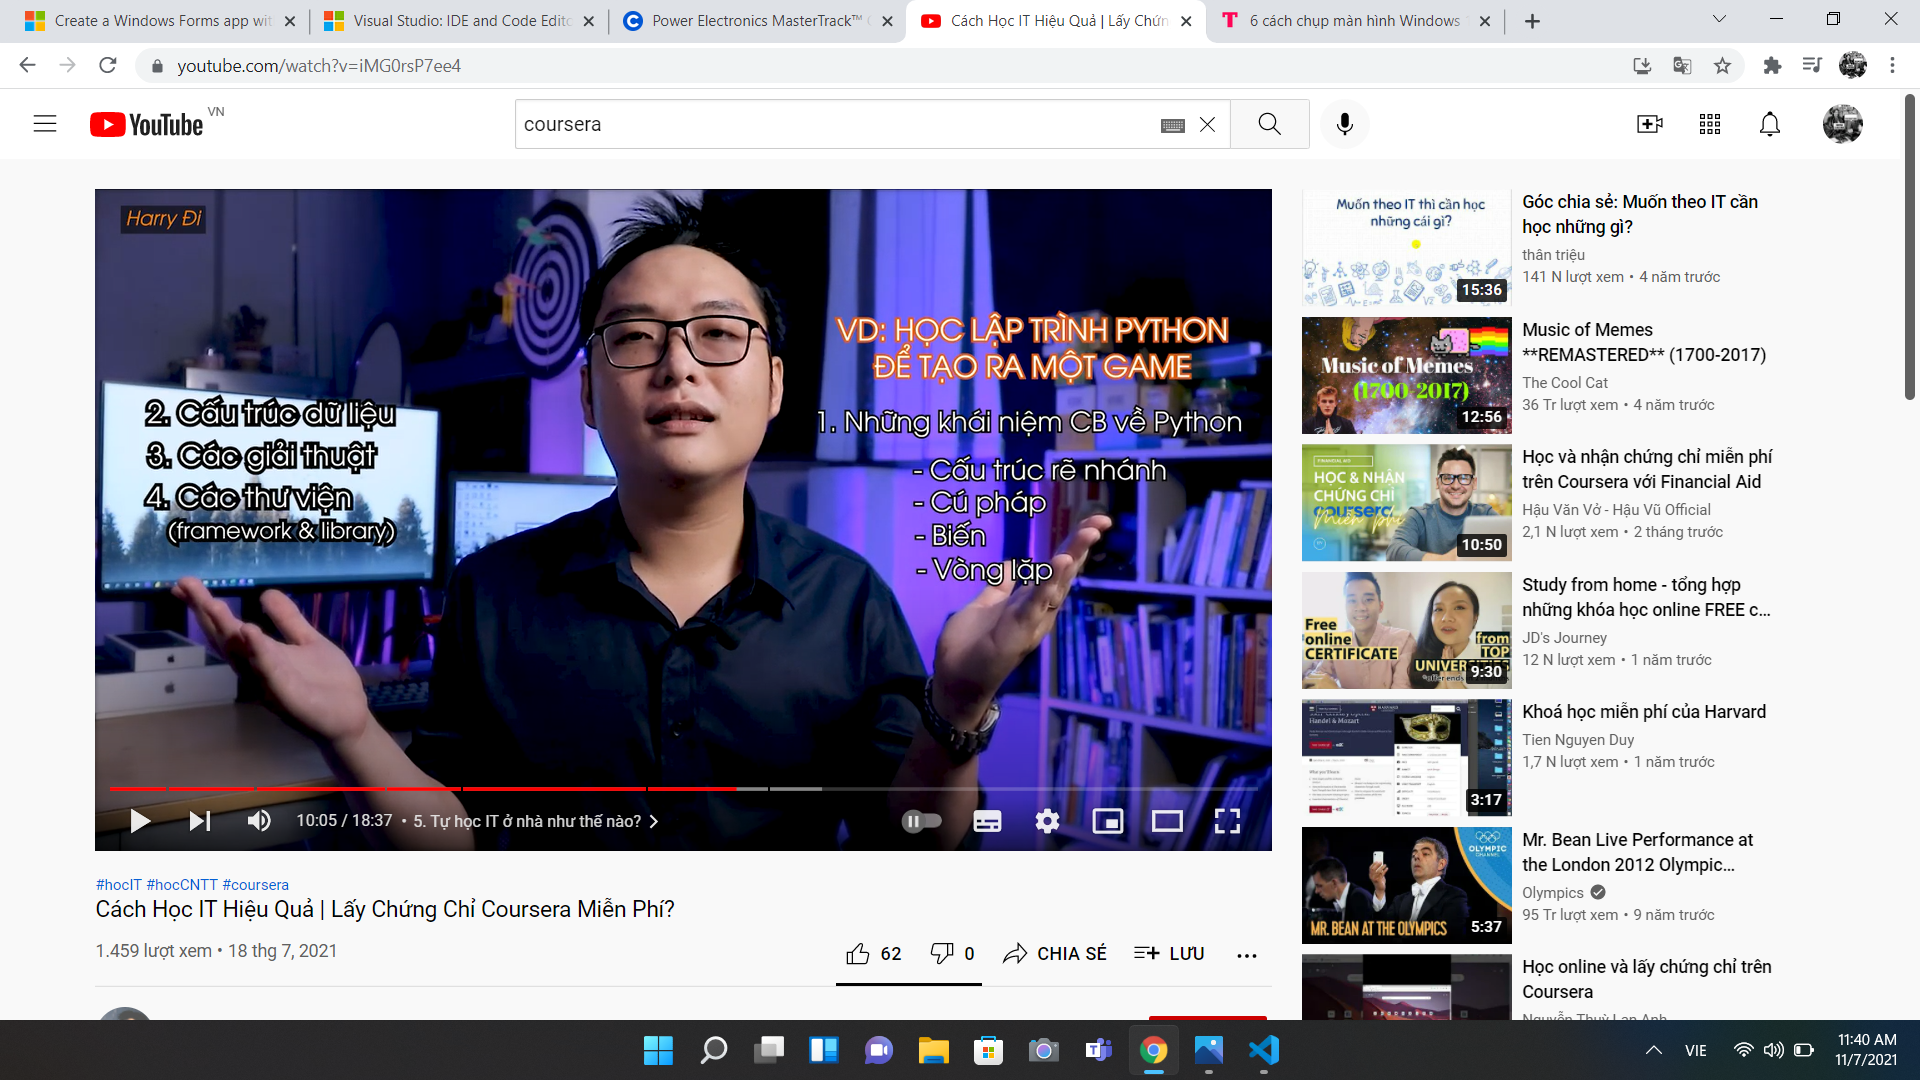 Create a Windows Forms app wit
Visual Studio: IDE and Code Edito
Power Electronics MasterTrack™ C
Cách Học IT Hiệu Quả | Lấy Chứn
6 cách chụp màn hình Windows
youtube.com/watch?v=iMG0rsP7ee4
YouTube VN
coursera
Harry Đi
VD: HỌC LẬP TRÌNH PYTHON
ĐỂ TẠO RA MỘT GAME
2. Cấu trúc dữ liệu
3. Các giải thuật
4. Các thư viện
(framework & library)
1. Những khái niệm CB về Python
- Cấu trúc rẽ nhánh
- Cú pháp
- Biến
- Vòng lặp
10:05 / 18:37 • 5. Tự học IT ở nhà như thế nào?
#hocIT #hocCNTT #coursera
Cách Học IT Hiệu Quả | Lấy Chứng Chỉ Coursera Miễn Phí?
1.459 lượt xem • 18 thg 7, 2021
62
0
CHIA SẺ
LƯU
Muốn theo IT thì cần học
những cái gì?
15:36
Góc chia sẻ: Muốn theo IT cần
học những gì?
thân triệu
141 N lượt xem • 4 năm trước
Music of Memes
(1700-2017)
12:56
Music of Memes
**REMASTERED** (1700-2017)
The Cool Cat
36 Tr lượt xem • 4 năm trước
FINANCIAL AID
HỌC & NHẬN
CHỨNG CHỈ
coursera
Miễn phí
10:50
Học và nhận chứng chỉ miễn phí
trên Coursera với Financial Aid
Hậu Văn Vở - Hậu Vũ Official
2,1 N lượt xem • 2 tháng trước
Free
online
CERTIFICATE
from
TOP
UNIVERSITIES
9:30
Study from home - tổng hợp
những khóa học online FREE c...
JD's Journey
12 N lượt xem • 1 năm trước
Handel & Mozart
3:17
Khoá học miễn phí của Harvard
Tien Nguyen Duy
1,7 N lượt xem • 1 năm trước
OLYMPIC
CHANNEL
MR. BEAN AT THE OLYMPICS
5:37
Mr. Bean Live Performance at
the London 2012 Olympic...
Olympics
95 Tr lượt xem • 9 năm trước
Học online và lấy chứng chỉ trên
Coursera
Nguyễn Thuỳ Lan Anh
VIE
11:40 AM
11/7/2021